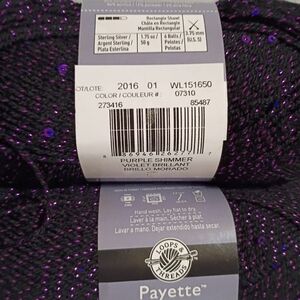 Rectangle Shawl
Châle en Rectangle
Mantilla Rectangular
Sterling Silver /
Argent Sterling /
Plata Esterlina
1.75 oz /
50 g
6 Balls /
Pelotes /
Pelotas
3.75 mm
(U.S. 5)
OT/LOTE: 2016 01 WL151650
COLOR / COULEUR #: 07310
273416 85487
PURPLE SHIMMER
VIOLET BRILLANT
BRILLO MORADO
Hand wash. Lay flat to dry.
Laver à la main. Sécher à plat.
Lavar a mano. Dejar extendido hasta secar.
LOOPS &
THREADS
Payette™